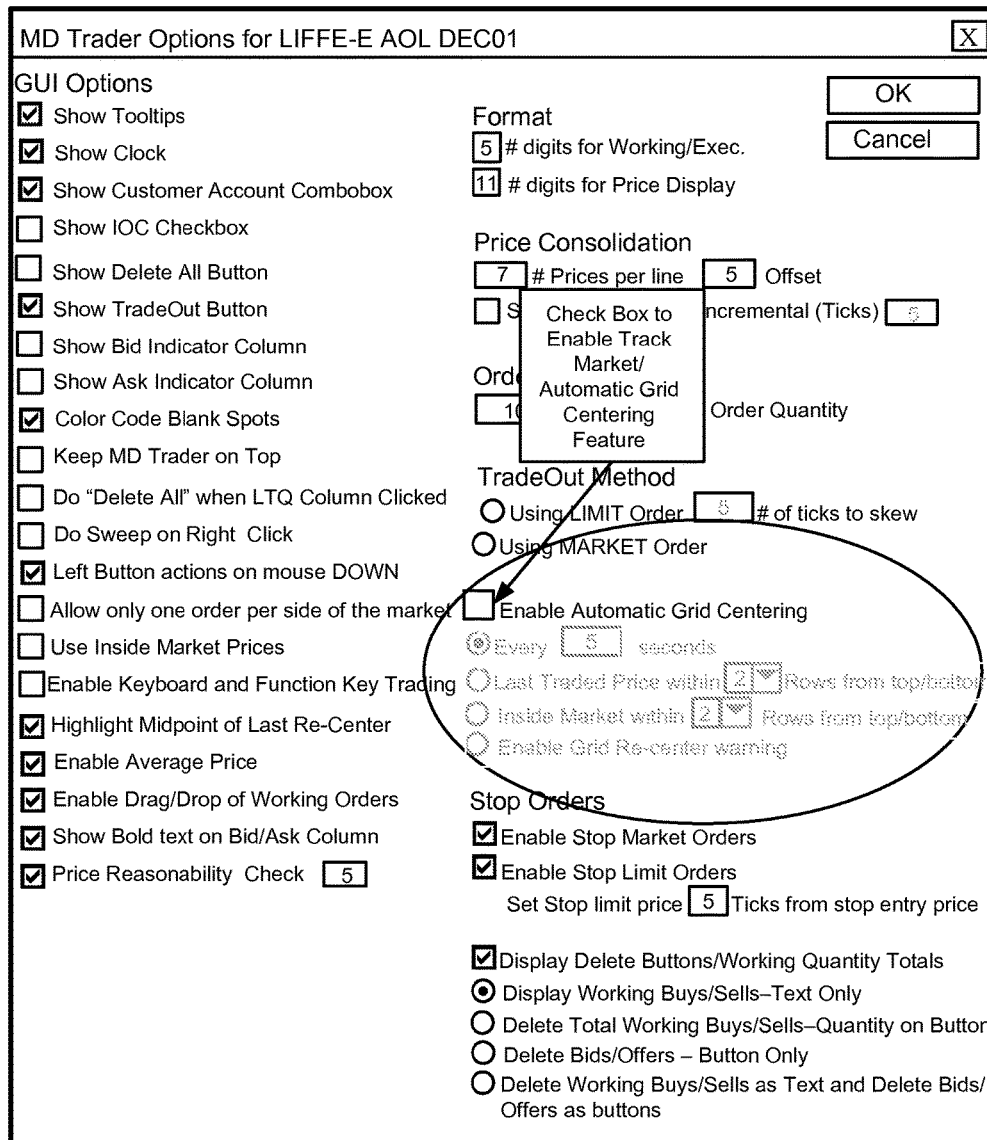 MD Trader Options for LIFFE-E AOL DEC01
X
GUI Options
Show Tooltips
Show Clock
Show Customer Account Combobox
Show IOC Checkbox
Show Delete All Button
Show TradeOut Button
Show Bid Indicator Column
Show Ask Indicator Column
Color Code Blank Spots
Keep MD Trader on Top
Do “Delete All” when LTQ Column Clicked
Do Sweep on Right Click
Left Button actions on mouse DOWN
Allow only one order per side of the market
Use Inside Market Prices
Enable Keyboard and Function Key Trading
Highlight Midpoint of Last Re-Center
Enable Average Price
Enable Drag/Drop of Working Orders
Show Bold text on Bid/Ask Column
Price Reasonability Check 5
OK
Cancel
Format
5 # digits for Working/Exec.
11 # digits for Price Display
Price Consolidation
7 # Prices per line 5 Offset
(Ticks) 5
Check Box to
Enable Track
Market/
Automatic Grid
Centering
Feature
Order Quantity
TradeOut Method
Using LIMIT Order 5 # of ticks to skew
Using MARKET Order
Enable Automatic Grid Centering
Every 5 seconds
Last Traded Price within 2 Rows from top/bottom
Inside Market within 2 Rows from top/bottom
Enable Grid Re-center warning
Stop Orders
Enable Stop Market Orders
Enable Stop Limit Orders
Set Stop limit price 5 Ticks from stop entry price
Display Delete Buttons/Working Quantity Totals
Display Working Buys/Sells–Text Only
Delete Total Working Buys/Sells–Quantity on Button
Delete Bids/Offers – Button Only
Delete Working Buys/Sells as Text and Delete Bids/
Offers as buttons